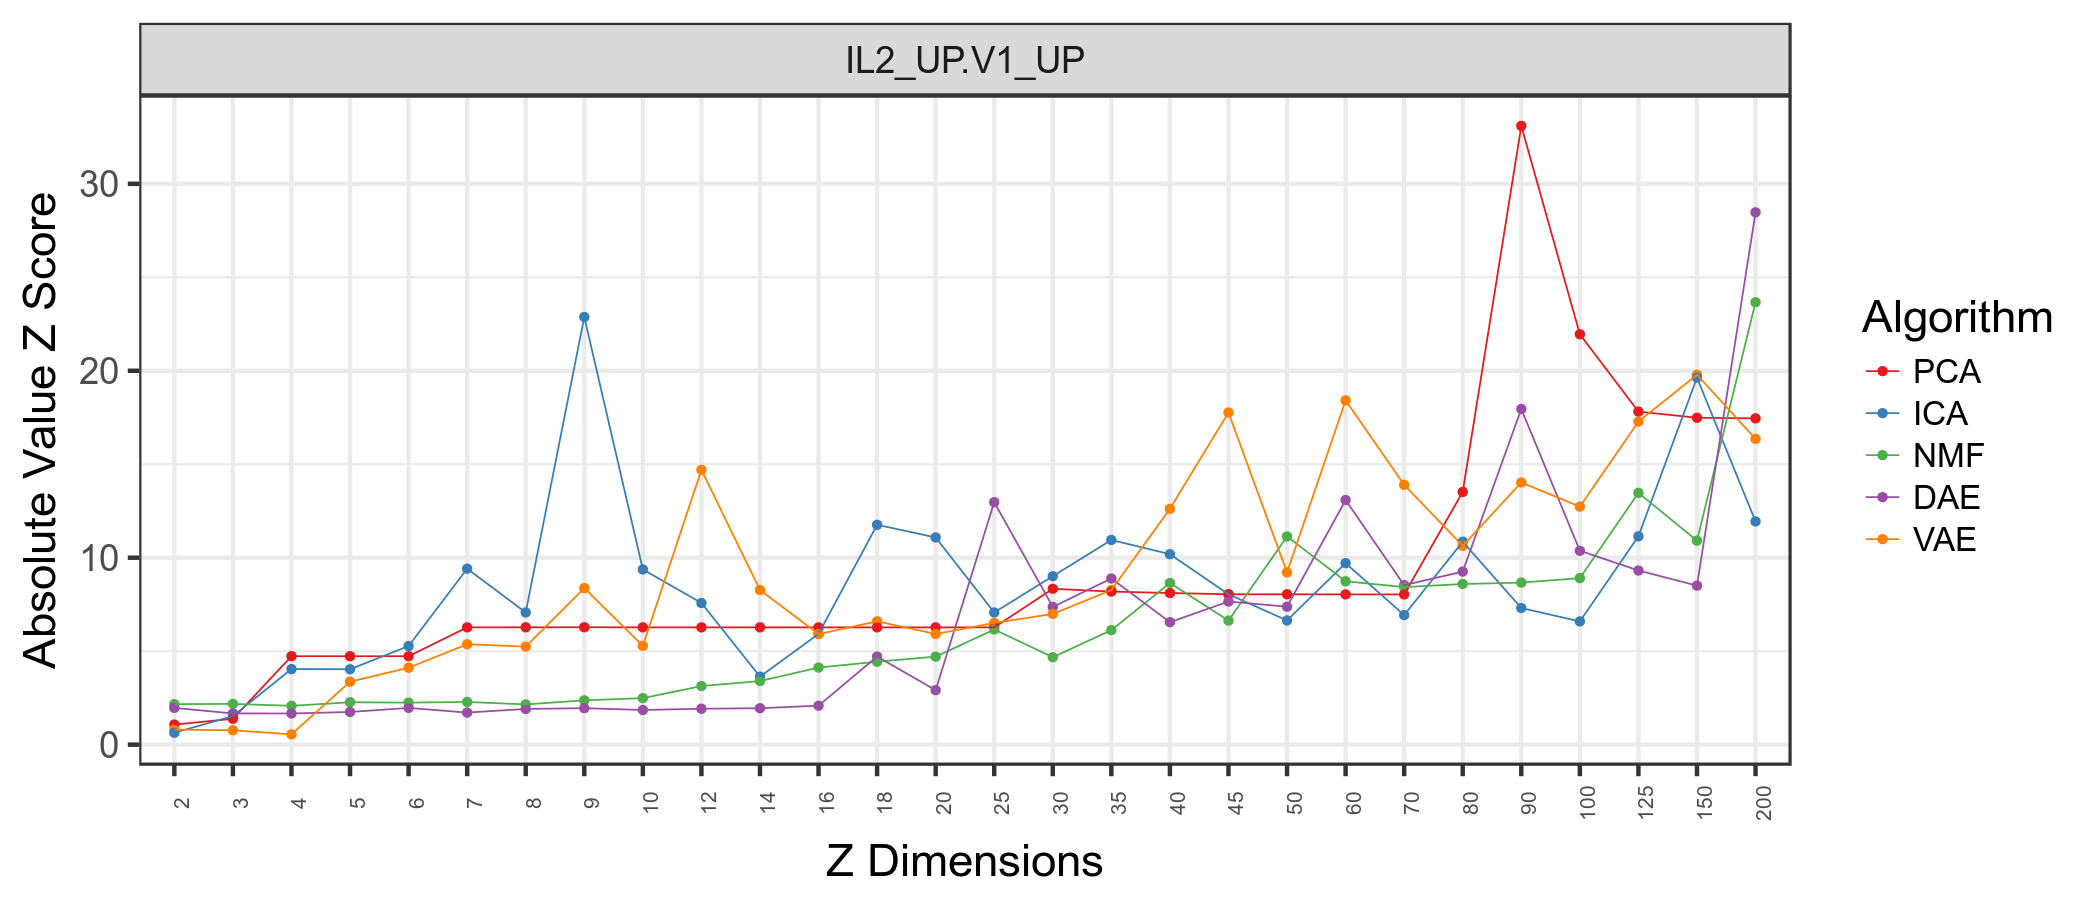 IL2_UP.V1_UP
Absolute Value Z Score
30
20
10
0
2 3 4 5 6 7 8 9 10 12 14 16 18 20 25 30 35 40 45 50 60 70 80 90 100 125 150 200
Z Dimensions
Algorithm
PCA
ICA
NMF
DAE
VAE